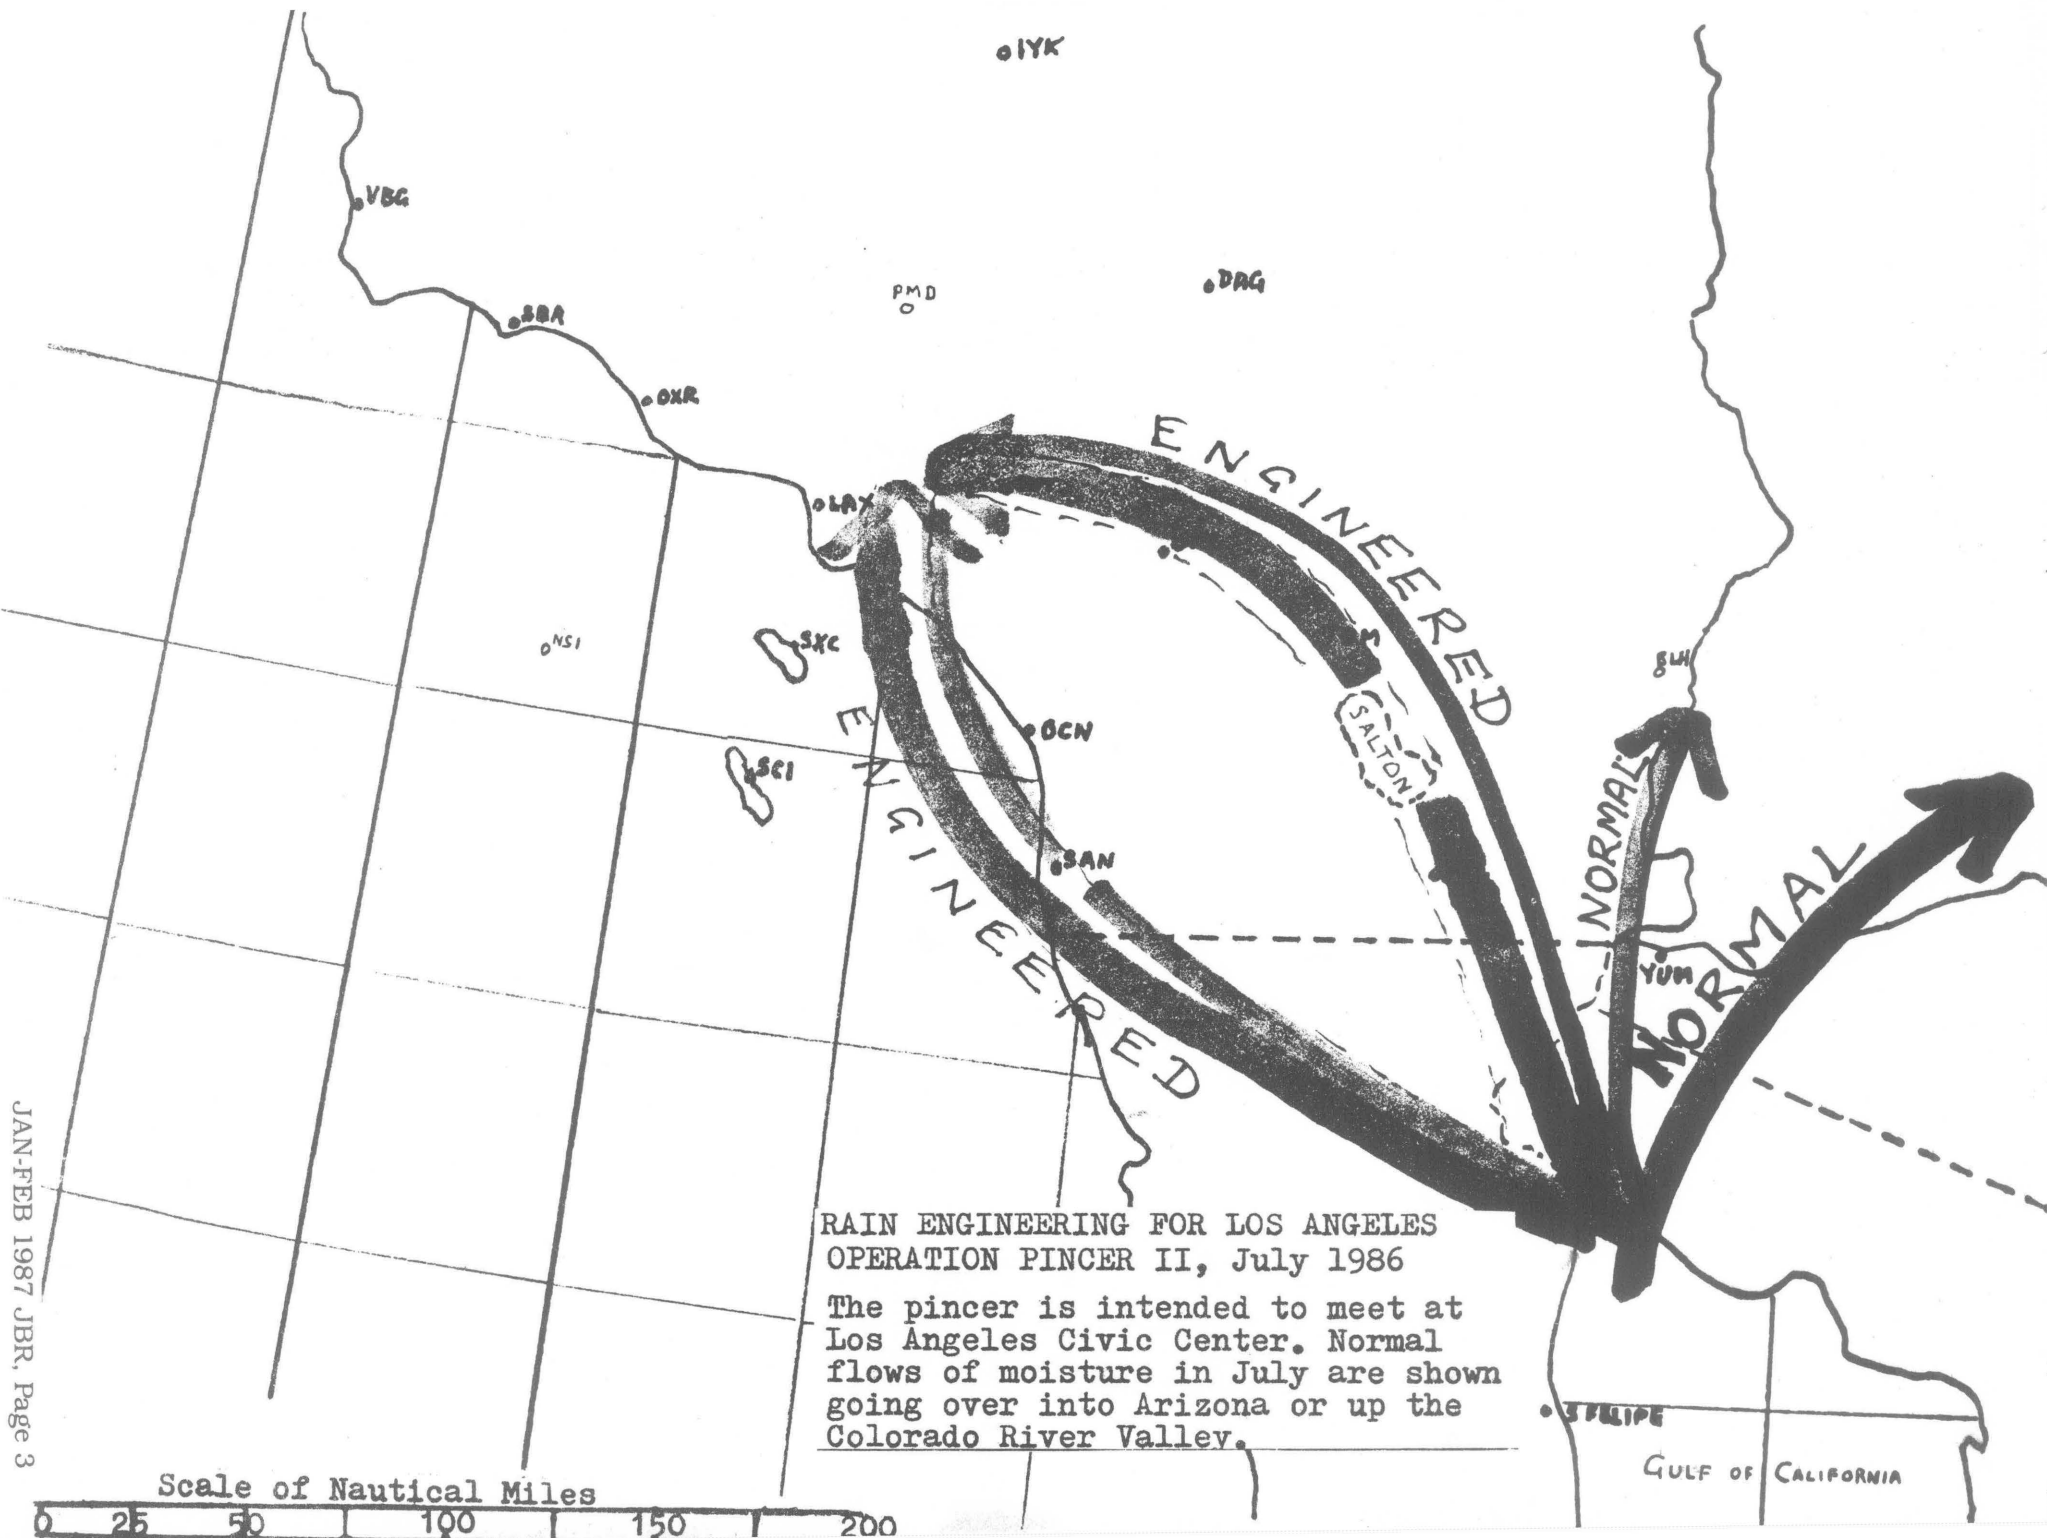 IYK
VBG
PMD
DAG
SBA
OXR
ENGINEERED
LAX
M
NSI
SXC
BLH
SALTON
ENGINEERED
OCN
SCI
NORMAL
SAN
NORMAL
YUM
RAIN ENGINEERING FOR LOS ANGELES
OPERATION PINCER II, July 1986
The pincer is intended to meet at
Los Angeles Civic Center. Normal
flows of moisture in July are shown
going over into Arizona or up the
Colorado River Valley.
S FELIPE
GULF OF CALIFORNIA
JAN-FEB 1987 JBR, Page 3
Scale of Nautical Miles
0 25 50 100 150 200